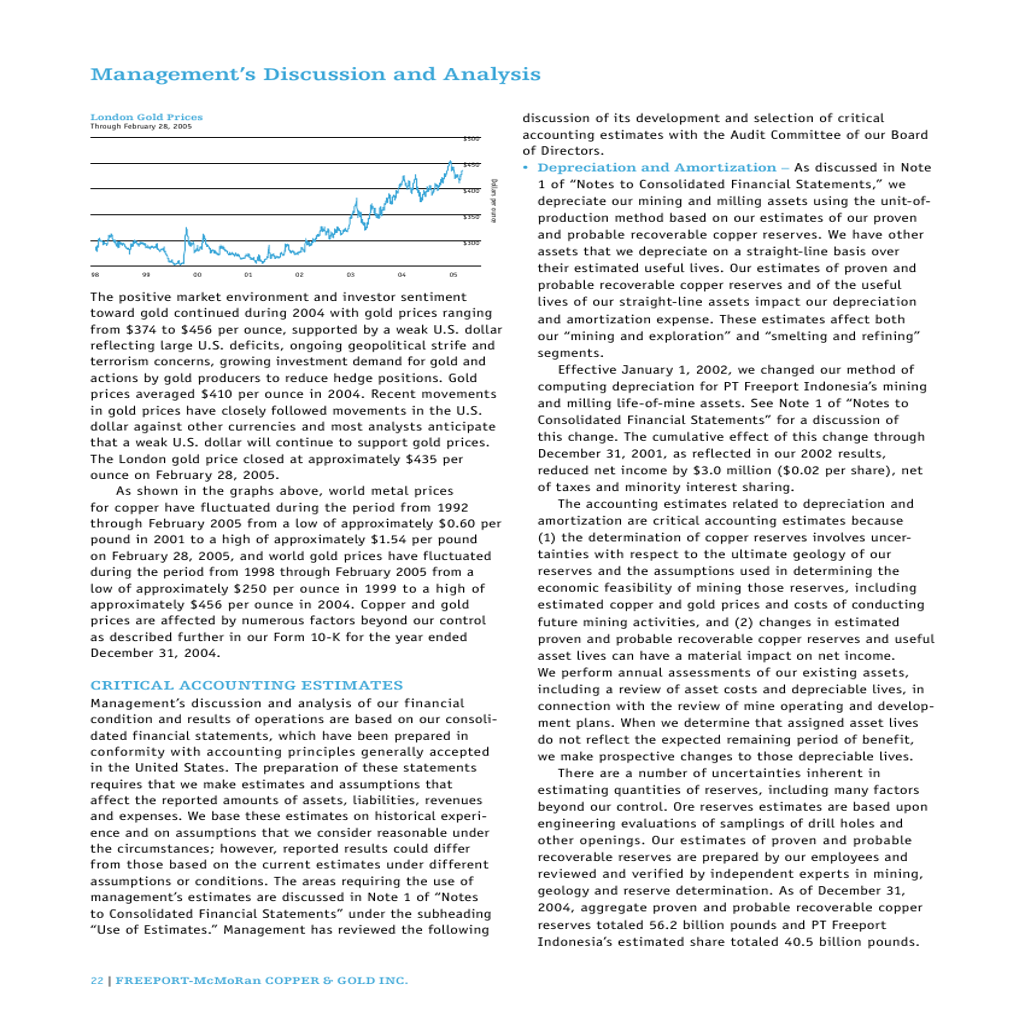 Management’s Discussion and Analysis
London Gold Prices
Through February 28, 2005
$500
$450
$400
$350
$300
Dollars per ounce
98 99 00 01 02 03 04 05
The positive market environment and investor sentiment
toward gold continued during 2004 with gold prices ranging
from $374 to $456 per ounce, supported by a weak U.S. dollar
reflecting large U.S. deficits, ongoing geopolitical strife and
terrorism concerns, growing investment demand for gold and
actions by gold producers to reduce hedge positions. Gold
prices averaged $410 per ounce in 2004. Recent movements
in gold prices have closely followed movements in the U.S.
dollar against other currencies and most analysts anticipate
that a weak U.S. dollar will continue to support gold prices.
The London gold price closed at approximately $435 per
ounce on February 28, 2005.
As shown in the graphs above, world metal prices
for copper have fluctuated during the period from 1992
through February 2005 from a low of approximately $0.60 per
pound in 2001 to a high of approximately $1.54 per pound
on February 28, 2005, and world gold prices have fluctuated
during the period from 1998 through February 2005 from a
low of approximately $250 per ounce in 1999 to a high of
approximately $456 per ounce in 2004. Copper and gold
prices are affected by numerous factors beyond our control
as described further in our Form 10-K for the year ended
December 31, 2004.
CRITICAL ACCOUNTING ESTIMATES
Management’s discussion and analysis of our financial
condition and results of operations are based on our consoli-
dated financial statements, which have been prepared in
conformity with accounting principles generally accepted
in the United States. The preparation of these statements
requires that we make estimates and assumptions that
affect the reported amounts of assets, liabilities, revenues
and expenses. We base these estimates on historical experi-
ence and on assumptions that we consider reasonable under
the circumstances; however, reported results could differ
from those based on the current estimates under different
assumptions or conditions. The areas requiring the use of
management’s estimates are discussed in Note 1 of “Notes
to Consolidated Financial Statements” under the subheading
“Use of Estimates.” Management has reviewed the following
discussion of its development and selection of critical
accounting estimates with the Audit Committee of our Board
of Directors.
• Depreciation and Amortization – As discussed in Note
1 of “Notes to Consolidated Financial Statements,” we
depreciate our mining and milling assets using the unit-of-
production method based on our estimates of our proven
and probable recoverable copper reserves. We have other
assets that we depreciate on a straight-line basis over
their estimated useful lives. Our estimates of proven and
probable recoverable copper reserves and of the useful
lives of our straight-line assets impact our depreciation
and amortization expense. These estimates affect both
our “mining and exploration” and “smelting and refining”
segments.
Effective January 1, 2002, we changed our method of
computing depreciation for PT Freeport Indonesia’s mining
and milling life-of-mine assets. See Note 1 of “Notes to
Consolidated Financial Statements” for a discussion of
this change. The cumulative effect of this change through
December 31, 2001, as reflected in our 2002 results,
reduced net income by $3.0 million ($0.02 per share), net
of taxes and minority interest sharing.
The accounting estimates related to depreciation and
amortization are critical accounting estimates because
(1) the determination of copper reserves involves uncer-
tainties with respect to the ultimate geology of our
reserves and the assumptions used in determining the
economic feasibility of mining those reserves, including
estimated copper and gold prices and costs of conducting
future mining activities, and (2) changes in estimated
proven and probable recoverable copper reserves and useful
asset lives can have a material impact on net income.
We perform annual assessments of our existing assets,
including a review of asset costs and depreciable lives, in
connection with the review of mine operating and develop-
ment plans. When we determine that assigned asset lives
do not reflect the expected remaining period of benefit,
we make prospective changes to those depreciable lives.
There are a number of uncertainties inherent in
estimating quantities of reserves, including many factors
beyond our control. Ore reserves estimates are based upon
engineering evaluations of samplings of drill holes and
other openings. Our estimates of proven and probable
recoverable reserves are prepared by our employees and
reviewed and verified by independent experts in mining,
geology and reserve determination. As of December 31,
2004, aggregate proven and probable recoverable copper
reserves totaled 56.2 billion pounds and PT Freeport
Indonesia’s estimated share totaled 40.5 billion pounds.
22 | FREEPORT-McMoRan COPPER & GOLD INC.